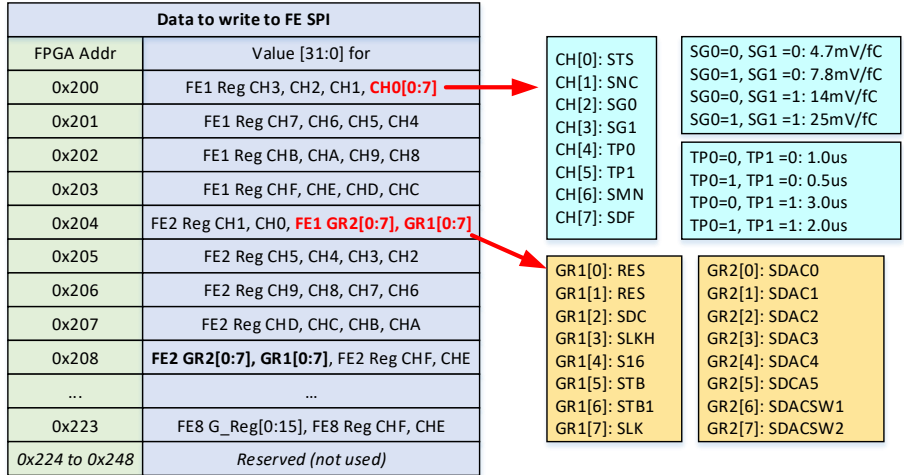 Data to write to FE SPI
FPGA Addr Value [31:0] for
0x200 FE1 Reg CH3, CH2, CH1, CH0[0:7]
0x201 FE1 Reg CH7, CH6, CH5, CH4
0x202 FE1 Reg CHB, CHA, CH9, CH8
0x203 FE1 Reg CHF, CHE, CHD, CHC
0x204 FE2 Reg CH1, CH0, FE1 GR2[0:7], GR1[0:7]
0x205 FE2 Reg CH5, CH4, CH3, CH2
0x206 FE2 Reg CH9, CH8, CH7, CH6
0x207 FE2 Reg CHD, CHC, CHB, CHA
0x208 FE2 GR2[0:7], GR1[0:7], FE2 Reg CHF, CHE
... ...
0x223 FE8 G_Reg[0:15], FE8 Reg CHF, CHE
0x224 to 0x248 Reserved (not used)
CH[0]: STS
CH[1]: SNC
CH[2]: SG0
CH[3]: SG1
CH[4]: TP0
CH[5]: TP1
CH[6]: SMN
CH[7]: SDF
SG0=0, SG1 =0: 4.7mV/fC
SG0=1, SG1 =0: 7.8mV/fC
SG0=0, SG1 =1: 14mV/fC
SG0=1, SG1 =1: 25mV/fC
TP0=0, TP1 =0: 1.0us
TP0=1, TP1 =0: 0.5us
TP0=0, TP1 =1: 3.0us
TP0=1, TP1 =1: 2.0us
GR1[0]: RES
GR1[1]: RES
GR1[2]: SDC
GR1[3]: SLKH
GR1[4]: S16
GR1[5]: STB
GR1[6]: STB1
GR1[7]: SLK
GR2[0]: SDAC0
GR2[1]: SDAC1
GR2[2]: SDAC2
GR2[3]: SDAC3
GR2[4]: SDAC4
GR2[5]: SDCA5
GR2[6]: SDACSW1
GR2[7]: SDACSW2